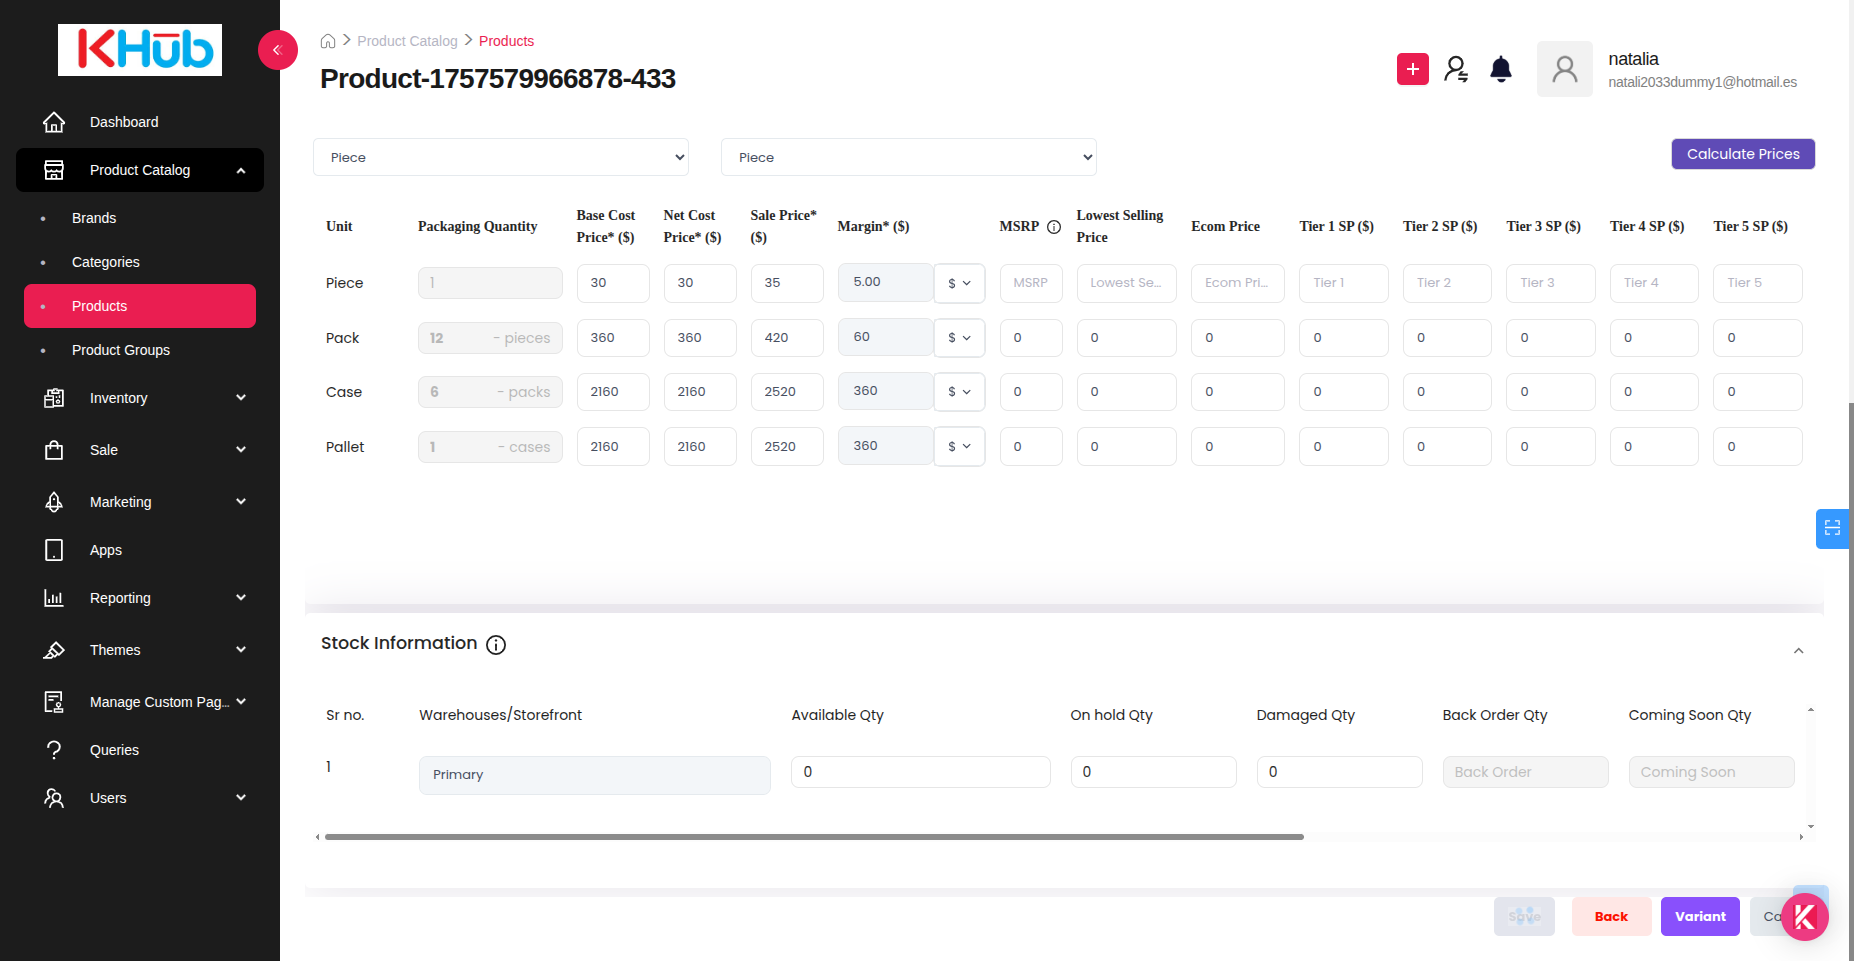 KHub
Dashboard
Product Catalog
Brands
Categories
Products
Product Groups
Inventory
Sale
Marketing
Apps
Reporting
Themes
Manage Custom Pag...
Queries
Users
Product Catalog
Products
Product-1757579966878-433
natalia
natali2033dummy1@hotmail.es
Piece
Piece
Calculate Prices
Unit Packaging Quantity Base Cost Price* ($) Net Cost Price* ($) Sale Price* ($) Margin* ($) MSRP Lowest Selling Price Ecom Price Tier 1 SP ($) Tier 2 SP ($) Tier 3 SP ($) Tier 4 SP ($) Tier 5 SP ($)
Piece 1 30 30 35 5.00 $ MSRP Lowest Se... Ecom Pri... Tier 1 Tier 2 Tier 3 Tier 4 Tier 5
Pack 12 - pieces 360 360 420 60 $ 0 0 0 0 0 0 0 0
Case 6 - packs 2160 2160 2520 360 $ 0 0 0 0 0 0 0 0
Pallet 1 - cases 2160 2160 2520 360 $ 0 0 0 0 0 0 0 0
Stock Information
Sr no. Warehouses/Storefront Available Qty On hold Qty Damaged Qty Back Order Qty Coming Soon Qty
1 Primary 0 0 0 Back Order Coming Soon
Save Back Variant Ca